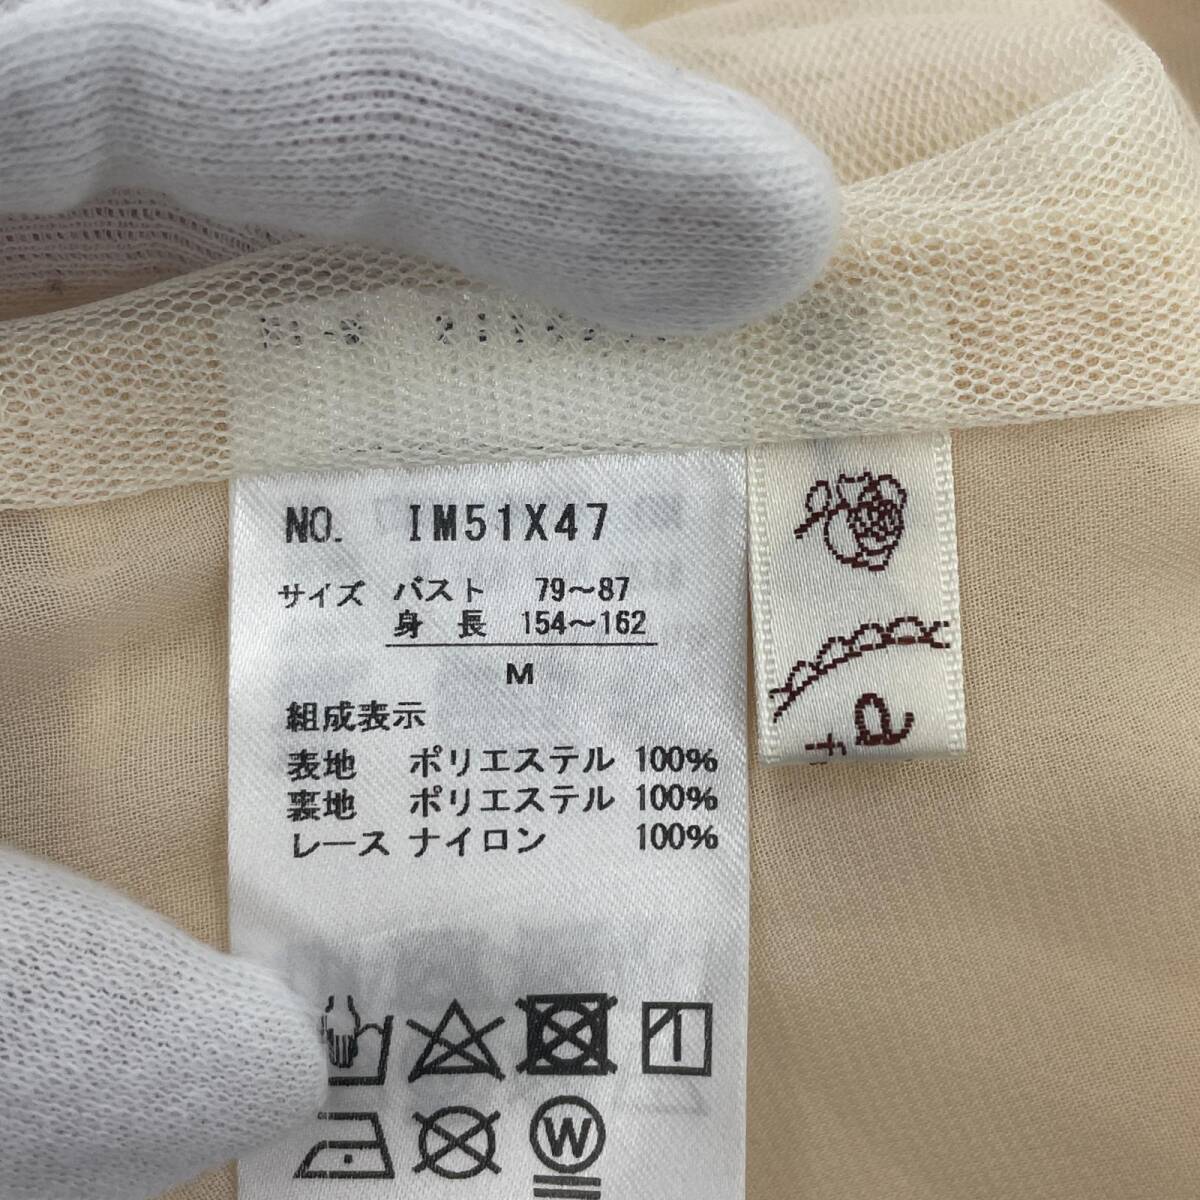 NO. IM51X47
サイズ バスト 79~87
身長 154~162
M
組成表示
表地 ポリエステル 100%
裏地 ポリエステル 100%
レース ナイロン 100%
W